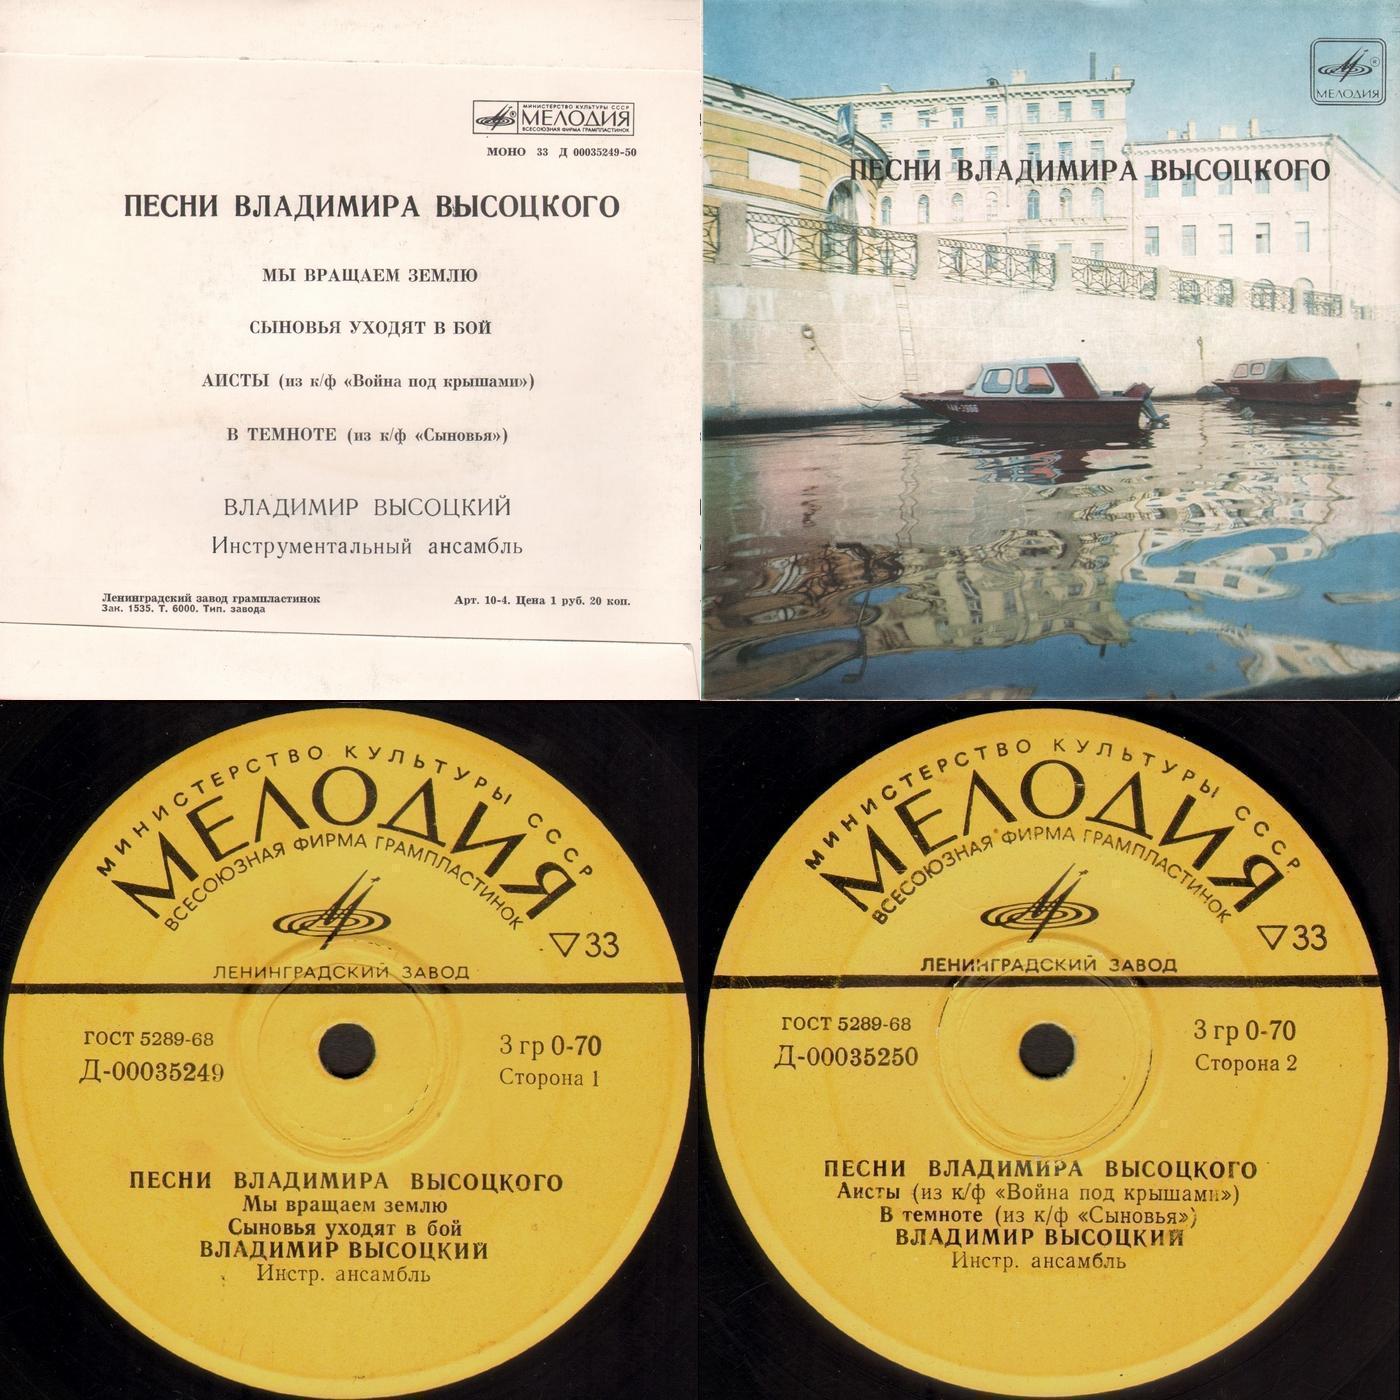 МИНИСТЕРСТВО КУЛЬТУРЫ СССР
МЕЛОДИЯ
ВСЕСОЮЗНАЯ ФИРМА ГРАМПЛАСТИНОК
МОНО 33 Д 00035249-50
ПЕСНИ ВЛАДИМИРА ВЫСОЦКОГО
МЫ ВРАЩАЕМ ЗЕМЛЮ
СЫНОВЬЯ УХОДЯТ В БОЙ
АИСТЫ (из к/ф «Война под крышами»)
В ТЕМНОТЕ (из к/ф «Сыновья»)
ВЛАДИМИР ВЫСОЦКИЙ
Инструментальный ансамбль
Ленинградский завод грампластинок
Зак. 1535. Т. 6000. Тип. завода
Арт. 10-4. Цена 1 руб. 20 коп.
МЕЛОДИЯ
ПЕСНИ ВЛАДИМИРА ВЫСОЦКОГО
МИНИСТЕРСТВО КУЛЬТУРЫ СССР
МЕЛОДИЯ
ВСЕСОЮЗНАЯ ФИРМА ГРАМПЛАСТИНОК
▽33
ЛЕНИНГРАДСКИЙ ЗАВОД
ГОСТ 5289-68
Д-00035249
3 гр 0-70
Сторона 1
ПЕСНИ ВЛАДИМИРА ВЫСОЦКОГО
Мы вращаем землю
Сыновья уходят в бой
ВЛАДИМИР ВЫСОЦКИЙ
Инстр. ансамбль
МИНИСТЕРСТВО КУЛЬТУРЫ СССР
МЕЛОДИЯ
ВСЕСОЮЗНАЯ ФИРМА ГРАМПЛАСТИНОК
▽33
ЛЕНИНГРАДСКИЙ ЗАВОД
ГОСТ 5289-68
Д-00035250
3 гр 0-70
Сторона 2
ПЕСНИ ВЛАДИМИРА ВЫСОЦКОГО
Аисты (из к/ф «Война под крышами»)
В темноте (из к/ф «Сыновья»)
ВЛАДИМИР ВЫСОЦКИЙ
Инстр. ансамбль